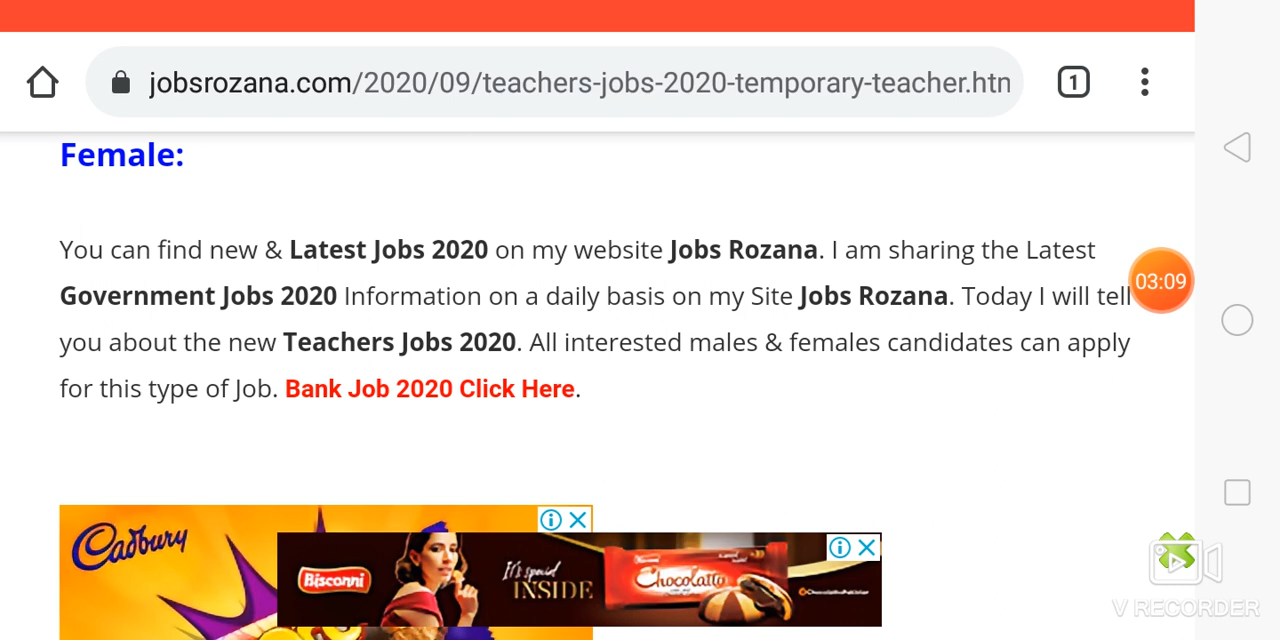 jobsrozana.com/2020/09/teachers-jobs-2020-temporary-teacher.htn
1
Female:
You can find new & Latest Jobs 2020 on my website Jobs Rozana. I am sharing the Latest
Government Jobs 2020 Information on a daily basis on my Site Jobs Rozana. Today I will tell
03:09
you about the new Teachers Jobs 2020. All interested males & females candidates can apply
for this type of Job. Bank Job 2020 Click Here.
Cadbury
Bisconni
It's special
INSIDE
Chocolatto
V RECORDER